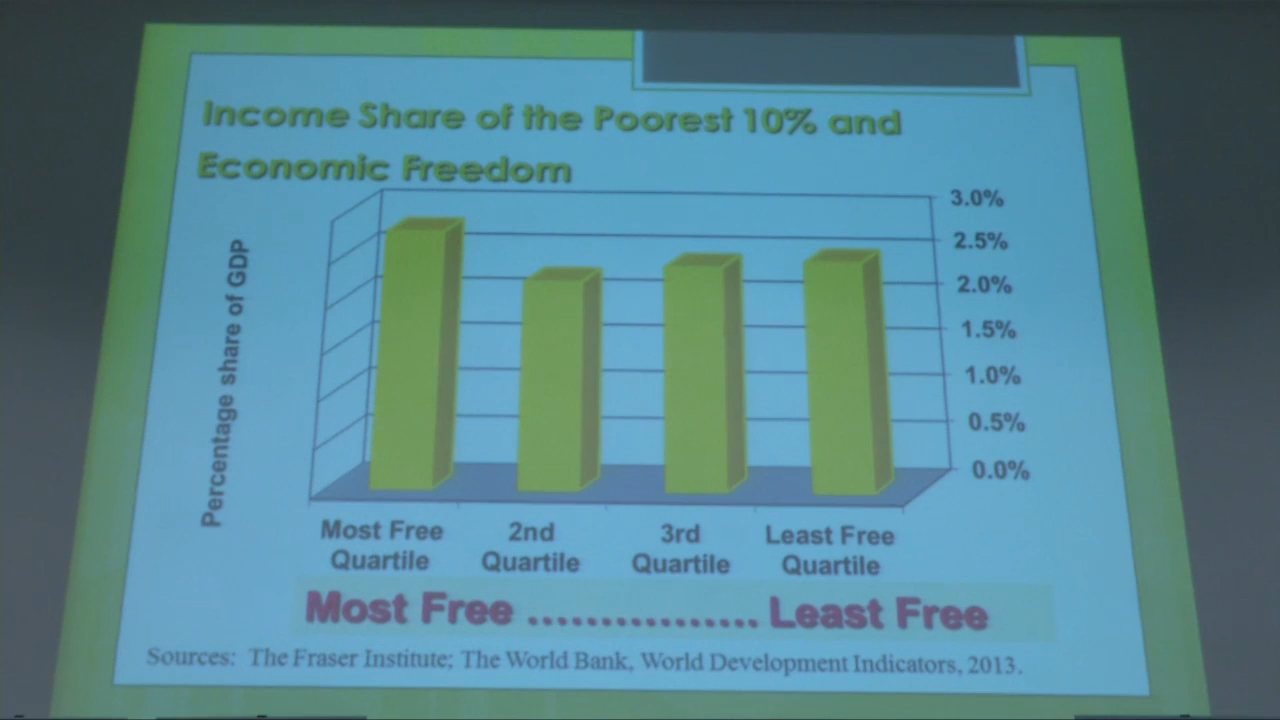 Income Share of the Poorest 10% and
Economic Freedom
Percentage share of GDP
3.0%
2.5%
2.0%
1.5%
1.0%
0.5%
0.0%
Most Free Quartile
2nd Quartile
3rd Quartile
Least Free Quartile
Most Free ................ Least Free
Sources: The Fraser Institute; The World Bank, World Development Indicators, 2013.